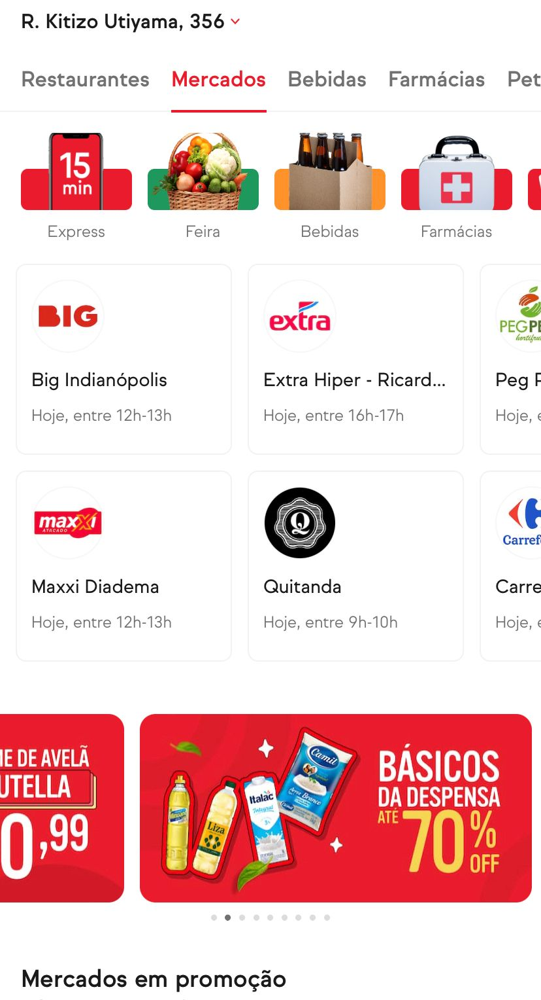 R. Kitizo Utiyama, 356
Restaurantes Mercados Bebidas Farmácias Pet
15
min
Express Feira Bebidas Farmácias
BIG
extra
PEGPE
hortifru
Big Indianópolis
Extra Hiper - Ricard...
Peg P
Hoje, entre 12h-13h
Hoje, entre 16h-17h
Hoje, e
maxxi
ATACADO
Q
Carref
Maxxi Diadema
Quitanda
Carre
Hoje, entre 12h-13h
Hoje, entre 9h-10h
Hoje, e
ME DE AVELÃ
UTELLA
0,99
Minuano
Liza
Italac
Integral
Camil
Arroz Branco
Camil
BÁSICOS
DA DESPENSA
ATÉ 70% OFF
Mercados em promoção